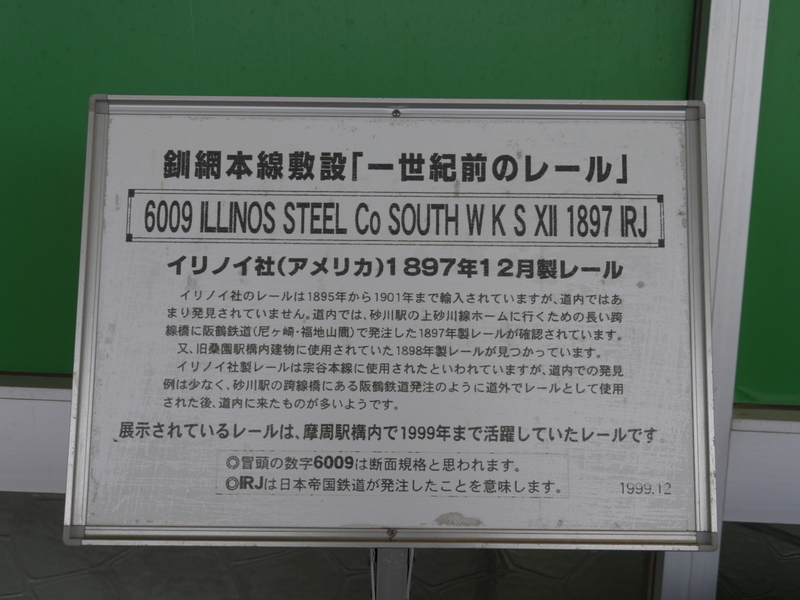 釧網本線敷設「一世紀前のレール」
6009 ILLINOS STEEL Co SOUTH W K S XII 1897 IRJ
イリノイ社(アメリカ)1897年12月製レール
イリノイ社のレールは1895年から1901年まで輸入されていますが、道内ではあ
まり発見されていません。道内では、砂川駅の上砂川線ホームに行くための長い跨
線橋に阪鶴鉄道(尼ヶ崎・福地山間)で発注した1897年製レールが確認されています。
又、旧桑園駅構内建物に使用されていた1898年製レールが見つかっています。
イリノイ社製レールは宗谷本線に使用されたといわれていますが、道内での発見
例は少なく、砂川駅の跨線橋にある阪鶴鉄道発注のように道外でレールとして使用
された後、道内に来たものが多いようです。
展示されているレールは、摩周駅構内で1999年まで活躍していたレールです
◎冒頭の数字6009は断面規格と思われます。
◎IRJは日本帝国鉄道が発注したことを意味します。
1999.12